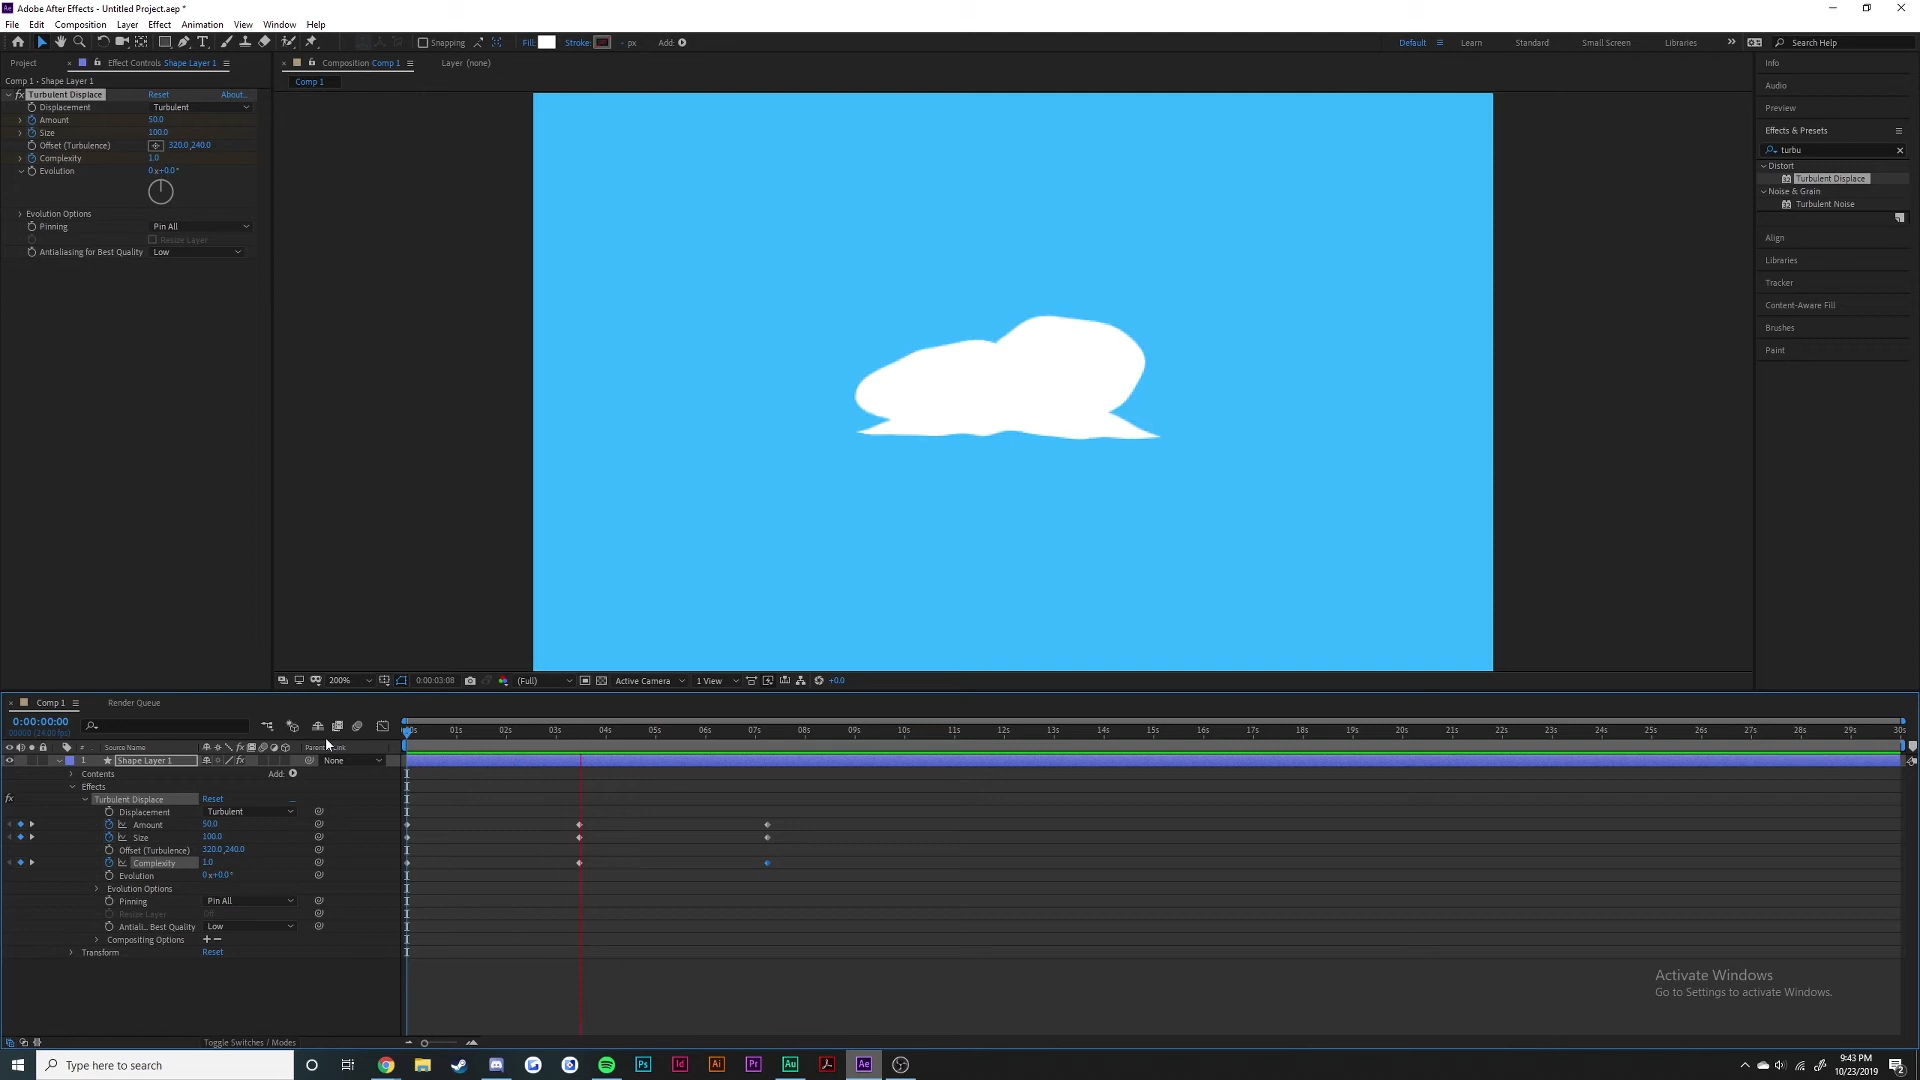 Adobe After Effects - Untitled Project.aep *
File Edit Composition Layer Effect Animation View Window Help
Snapping Fill: Stroke: - px Add: Default Learn Standard Small Screen Libraries Search Help
Project Effect Controls Shape Layer 1 Composition Comp 1 Layer (none) Info
Comp 1 • Shape Layer 1 Comp 1
fx Turbulent Displace Reset About... Audio
Displacement Turbulent Preview
Amount 50.0
Size 100.0 Effects & Presets
Offset (Turbulence) 320.0,240.0 turbu
Complexity 1.0 Distort
Evolution 0x+0.0° Turbulent Displace
Noise & Grain
Turbulent Noise
Evolution Options
Pinning Pin All
Resize Layer Align
Antialiasing for Best Quality Low Libraries
Tracker
Content-Aware Fill
Brushes
Paint
200% 0:00:03:08 (Full) Active Camera 1 View +0.0
Comp 1 Render Queue
0:00:00:00
00000 (24.00 fps)
01s 02s 03s 04s 05s 06s 07s 08s 09s 10s 11s 12s 13s 14s 15s 16s 17s 18s 19s 20s 21s 22s 23s 24s 25s 26s 27s 28s 29s 30s
# Source Name
1 Shape Layer 1 None
Contents Add:
Effects
fx Turbulent Displace Reset
Displacement Turbulent
Amount 50.0
Size 100.0
Offset (Turbulence) 320.0,240.0
Complexity 1.0
Evolution 0x+0.0°
Evolution Options
Pinning Pin All
Resize Layer Off
Antiali...Best Quality Low
Compositing Options + –
Transform Reset
Activate Windows
Go to Settings to activate Windows.
Toggle Switches / Modes
Type here to search Ps Id Ai Pr Au Ae 9:43 PM
10/23/2019 2